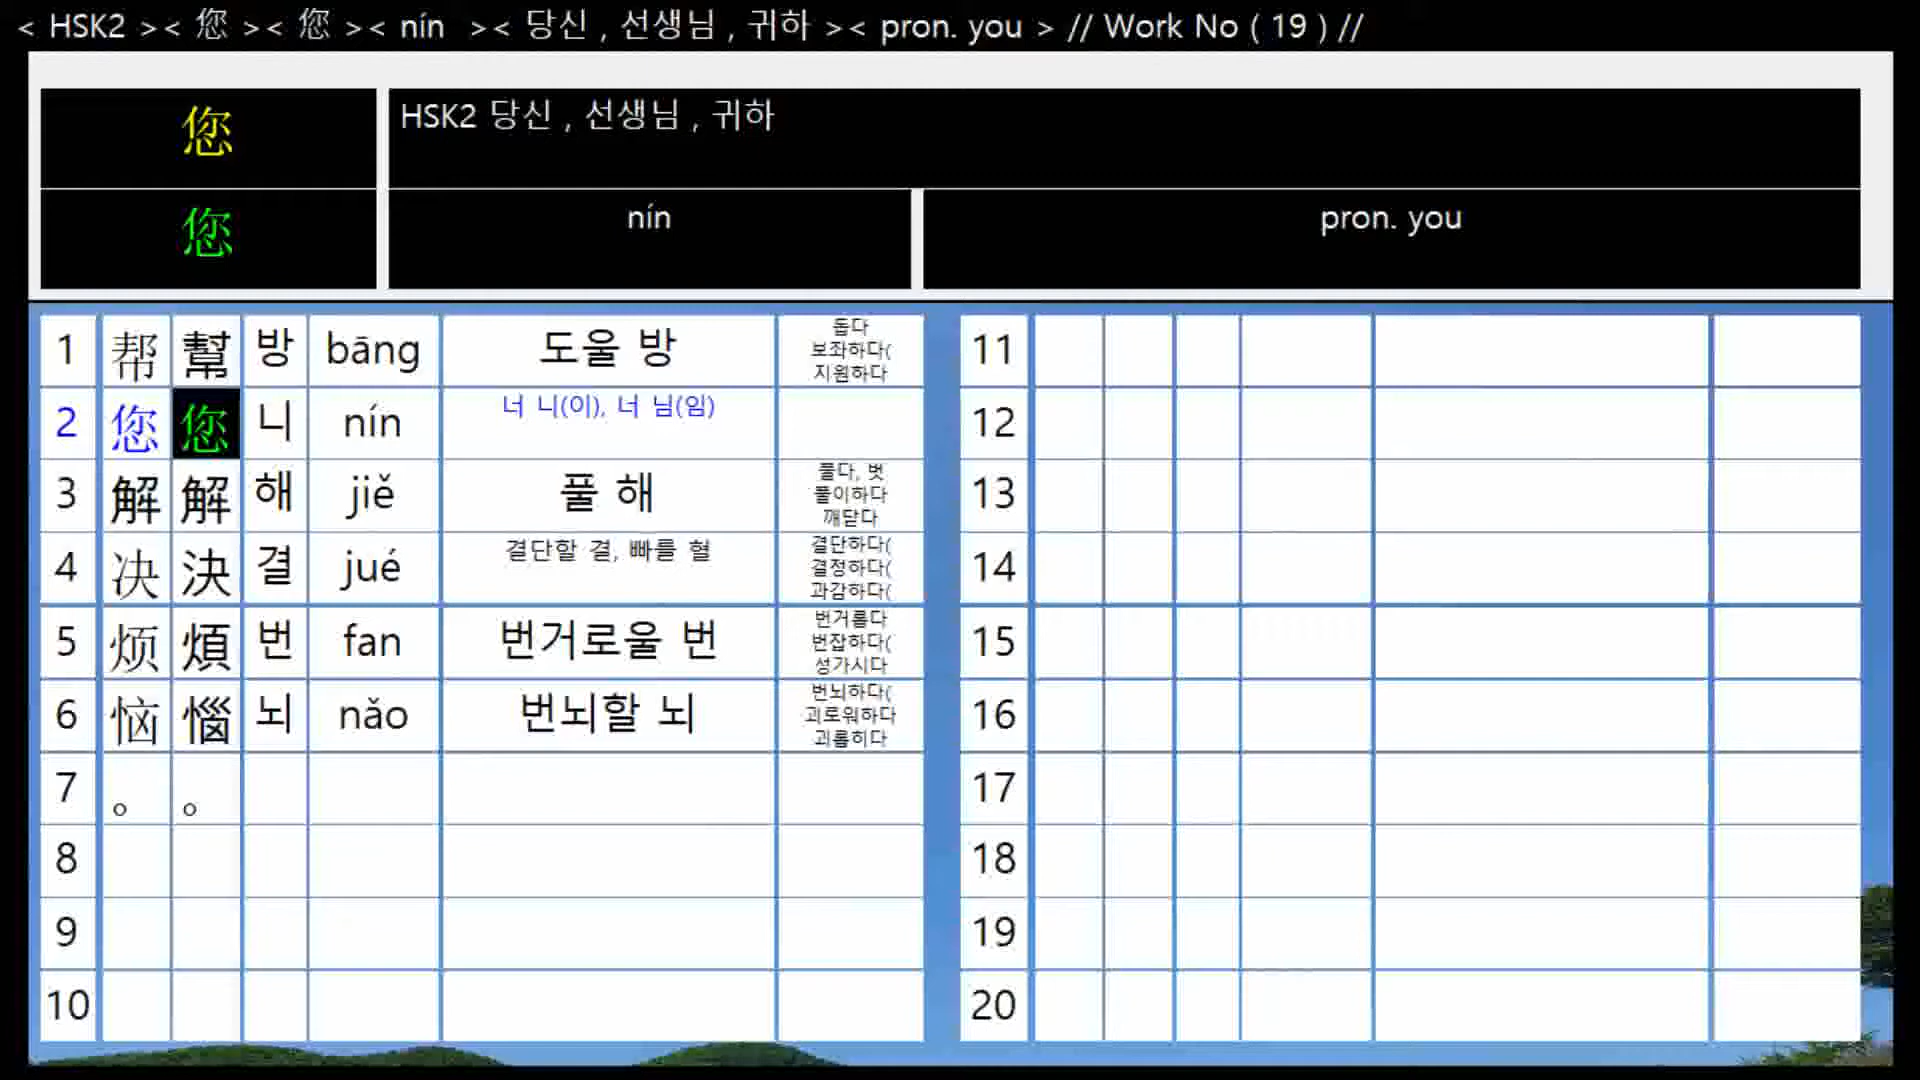 < HSK2 >< 您 >< 您 >< nín >< 당신 , 선생님 , 귀하 >< pron. you > // Work No ( 19 ) //
您
HSK2 당신 , 선생님 , 귀하
您
nín
pron. you
1 帮 幫 방 bāng 도울 방 돕다 보좌하다( 지원하다
2 您 您 니 nín 너 니(이), 너 님(임)
3 解 解 해 jiě 풀 해 풀다, 벗 풀이하다 깨닫다
4 决 決 결 jué 결단할 결, 빠를 혈 결단하다( 결정하다( 과감하다(
5 烦 煩 번 fan 번거로울 번 번거롭다 번잡하다( 성가시다
6 恼 惱 뇌 nǎo 번뇌할 뇌 번뇌하다( 괴로워하다 괴롭히다
7 。 。
8
9
10
11
12
13
14
15
16
17
18
19
20